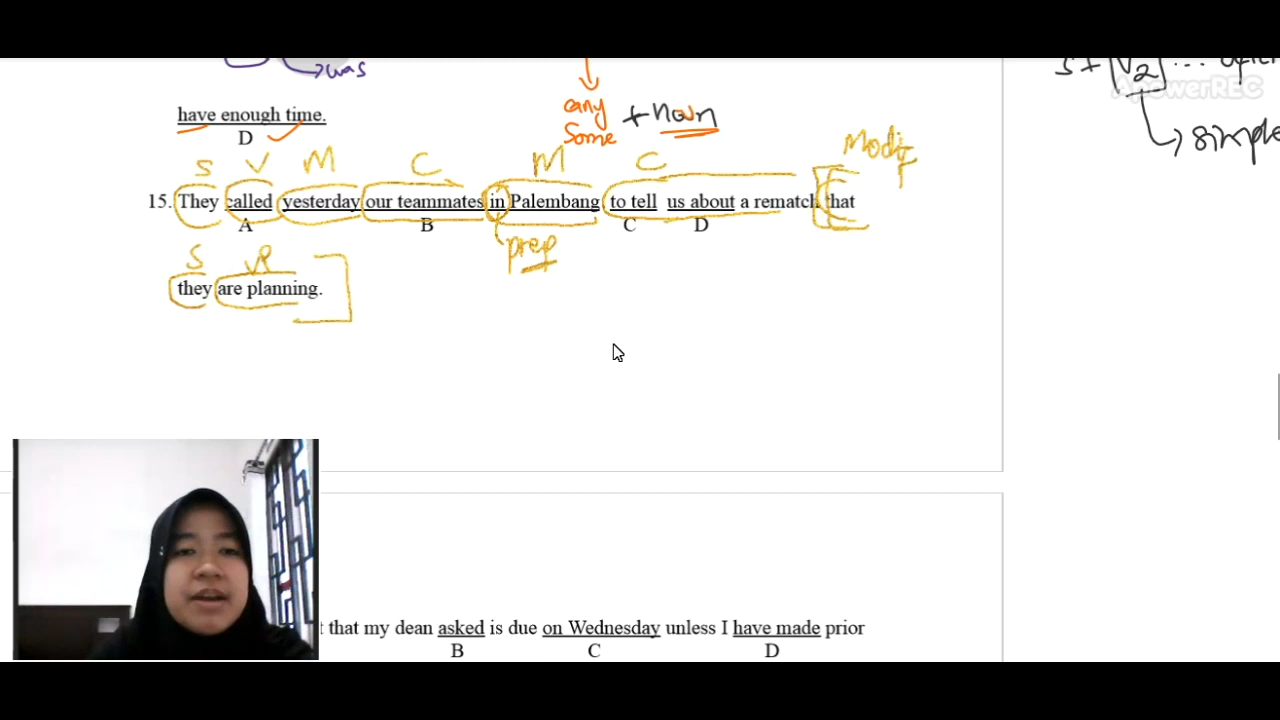 was
S + V2 ...
ApowerREC
have enough time.
any
Some + noun
D
simple
Modif
S V M C M C
15. They called yesterday our teammates in Palembang to tell us about a rematch that
A B C D
prep
S VP
they are planning.
that my dean asked is due on Wednesday unless I have made prior
B C D